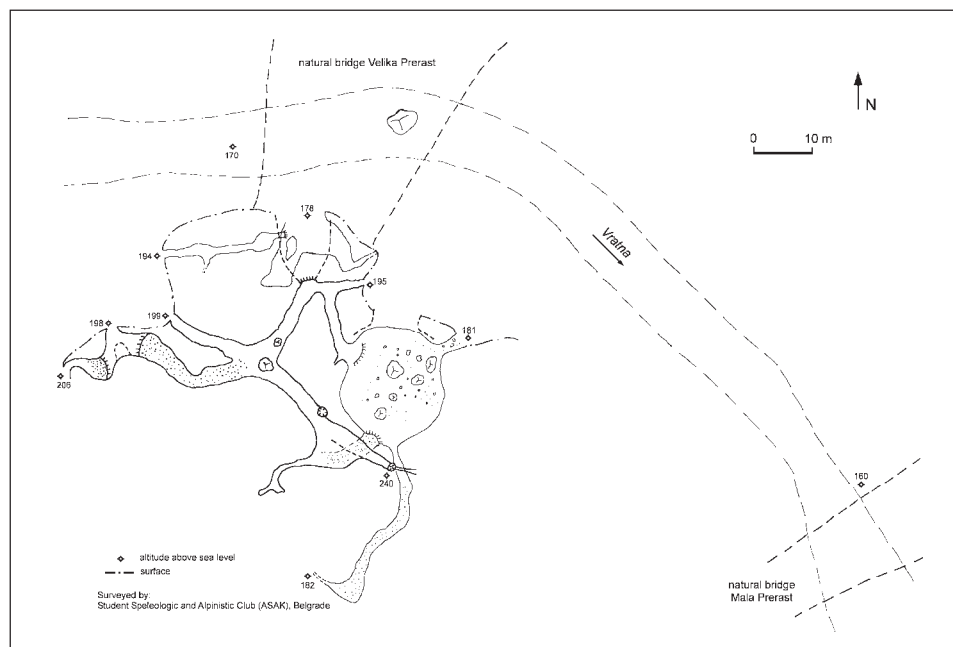 natural bridge Velika Prerast
N
0 10 m
170
178
Vratna
194
195
199
198
181
206
240
160
altitude above sea level
surface
182
natural bridge
Mala Prerast
Surveyed by:
Student Speleologic and Alpinistic Club (ASAK), Belgrade